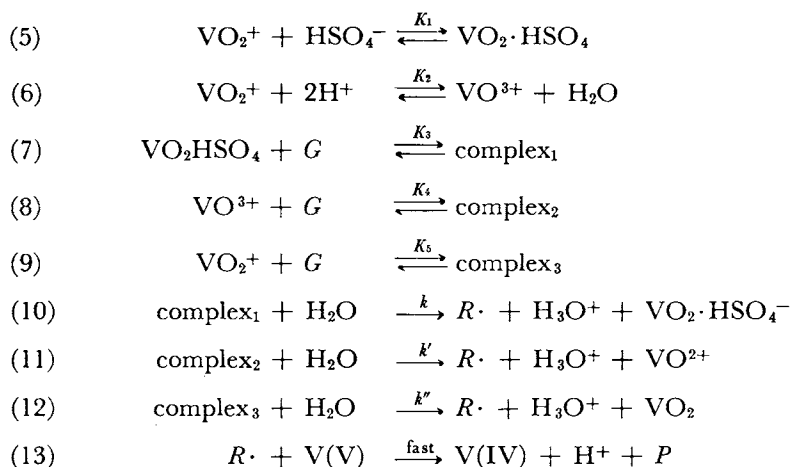 (5) VO₂⁺ + HSO₄⁻ ⇌ K₁ VO₂·HSO₄
(6) VO₂⁺ + 2H⁺ ⇌ K₂ VO³⁺ + H₂O
(7) VO₂HSO₄ + G ⇌ K₃ complex₁
(8) VO³⁺ + G ⇌ K₄ complex₂
(9) VO₂⁺ + G ⇌ K₅ complex₃
(10) complex₁ + H₂O →k R· + H₃O⁺ + VO₂·HSO₄⁻
(11) complex₂ + H₂O →k′ R· + H₃O⁺ + VO²⁺
(12) complex₃ + H₂O →k″ R· + H₃O⁺ + VO₂
(13) R· + V(V) →fast V(IV) + H⁺ + P